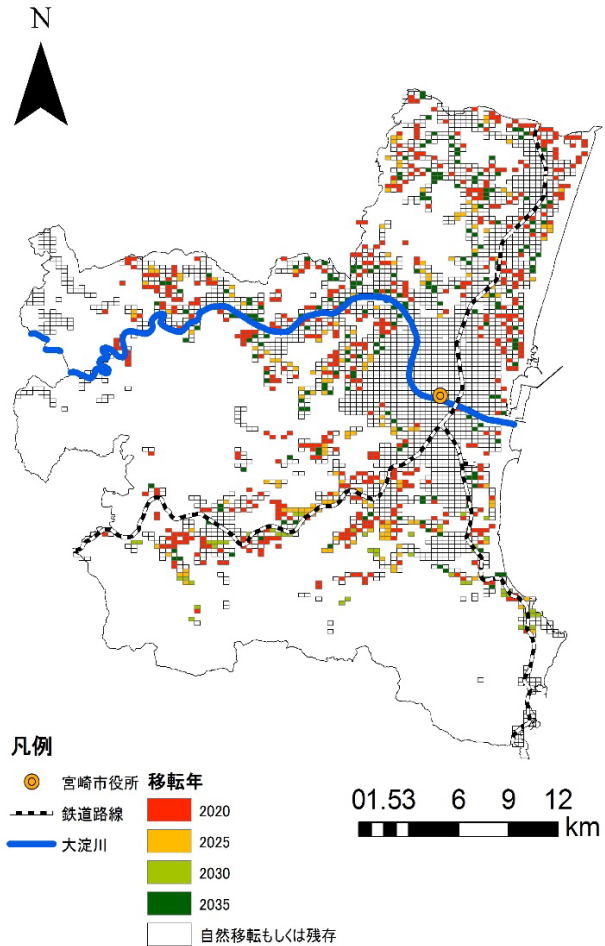 N
凡例
宮崎市役所
鉄道路線
大淀川
移転年
2020
2025
2030
2035
自然移転もしくは残存
01.53 6 9 12
km